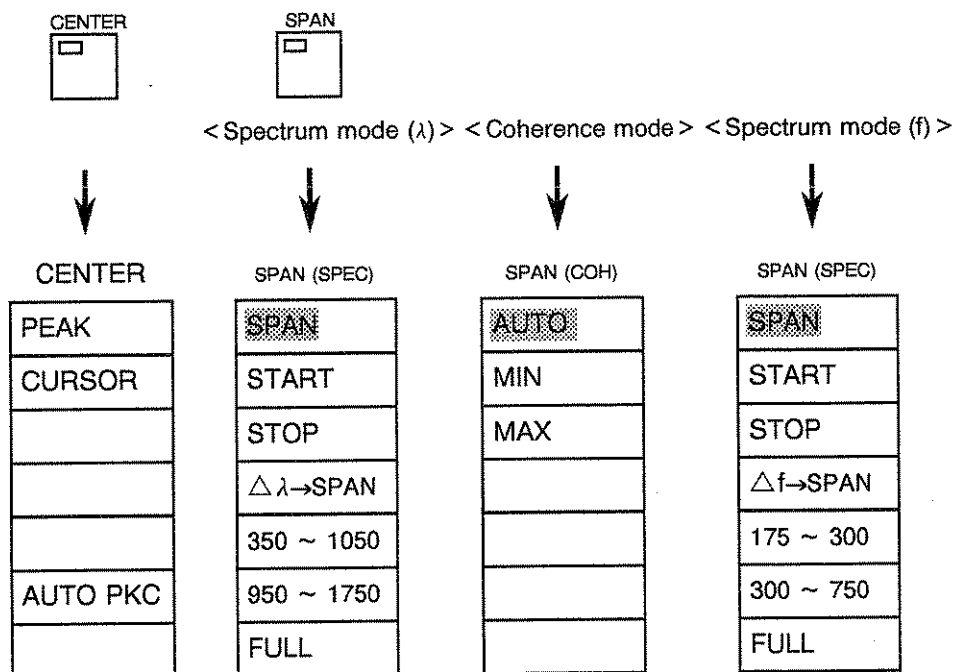 CENTER
SPAN
<Spectrum mode (λ)> <Coherence mode> <Spectrum mode (f)>
CENTER
PEAK
CURSOR
AUTO PKC
SPAN (SPEC)
SPAN
START
STOP
△λ→SPAN
350 ~ 1050
950 ~ 1750
FULL
SPAN (COH)
AUTO
MIN
MAX
SPAN (SPEC)
SPAN
START
STOP
△f→SPAN
175 ~ 300
300 ~ 750
FULL